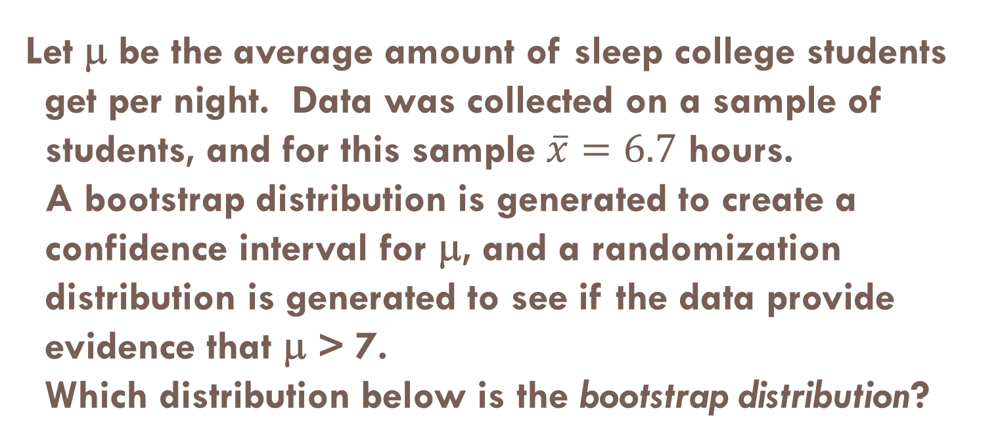 Let μ be the average amount of sleep college students
get per night. Data was collected on a sample of
students, and for this sample x̄ = 6.7 hours.
A bootstrap distribution is generated to create a
confidence interval for μ, and a randomization
distribution is generated to see if the data provide
evidence that μ > 7.
Which distribution below is the bootstrap distribution?